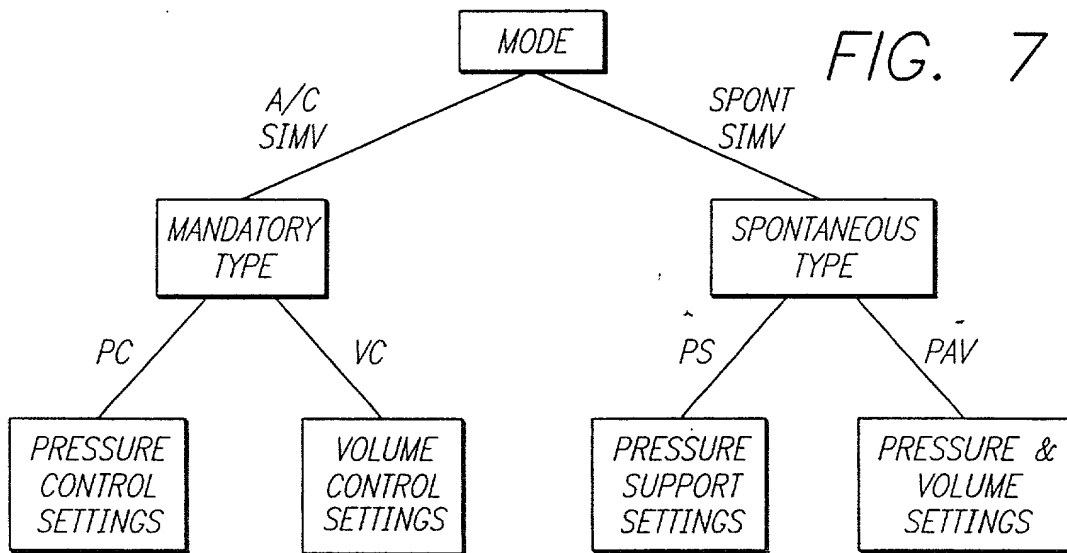 MODE
FIG. 7
A/C
SIMV
SPONT
SIMV
MANDATORY
TYPE
SPONTANEOUS
TYPE
PC
VC
PS
PAV
PRESSURE
CONTROL
SETTINGS
VOLUME
CONTROL
SETTINGS
PRESSURE
SUPPORT
SETTINGS
PRESSURE &
VOLUME
SETTINGS